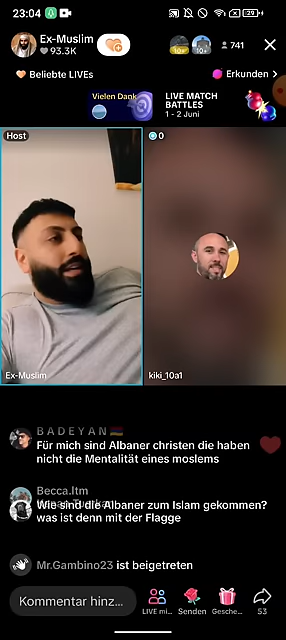 23:04
29
Ex-Muslim
93.3K
741
Beliebte LIVEs
Erkunden >
Vielen Dank
LIVE MATCH
BATTLES
1 - 2 Juni
Host
0
Ex-Muslim
kiki_10a1
B A D E Y A N
Für mich sind Albaner christen die haben
nicht die Mentalität eines moslems
Becca.ltm
Wie sind die Albaner zum Islam gekommen?
was ist denn mit der Flagge
Mr.Gambino23 ist beigetreten
Kommentar hinz...
LIVE mi...
Senden
Gesche...
53